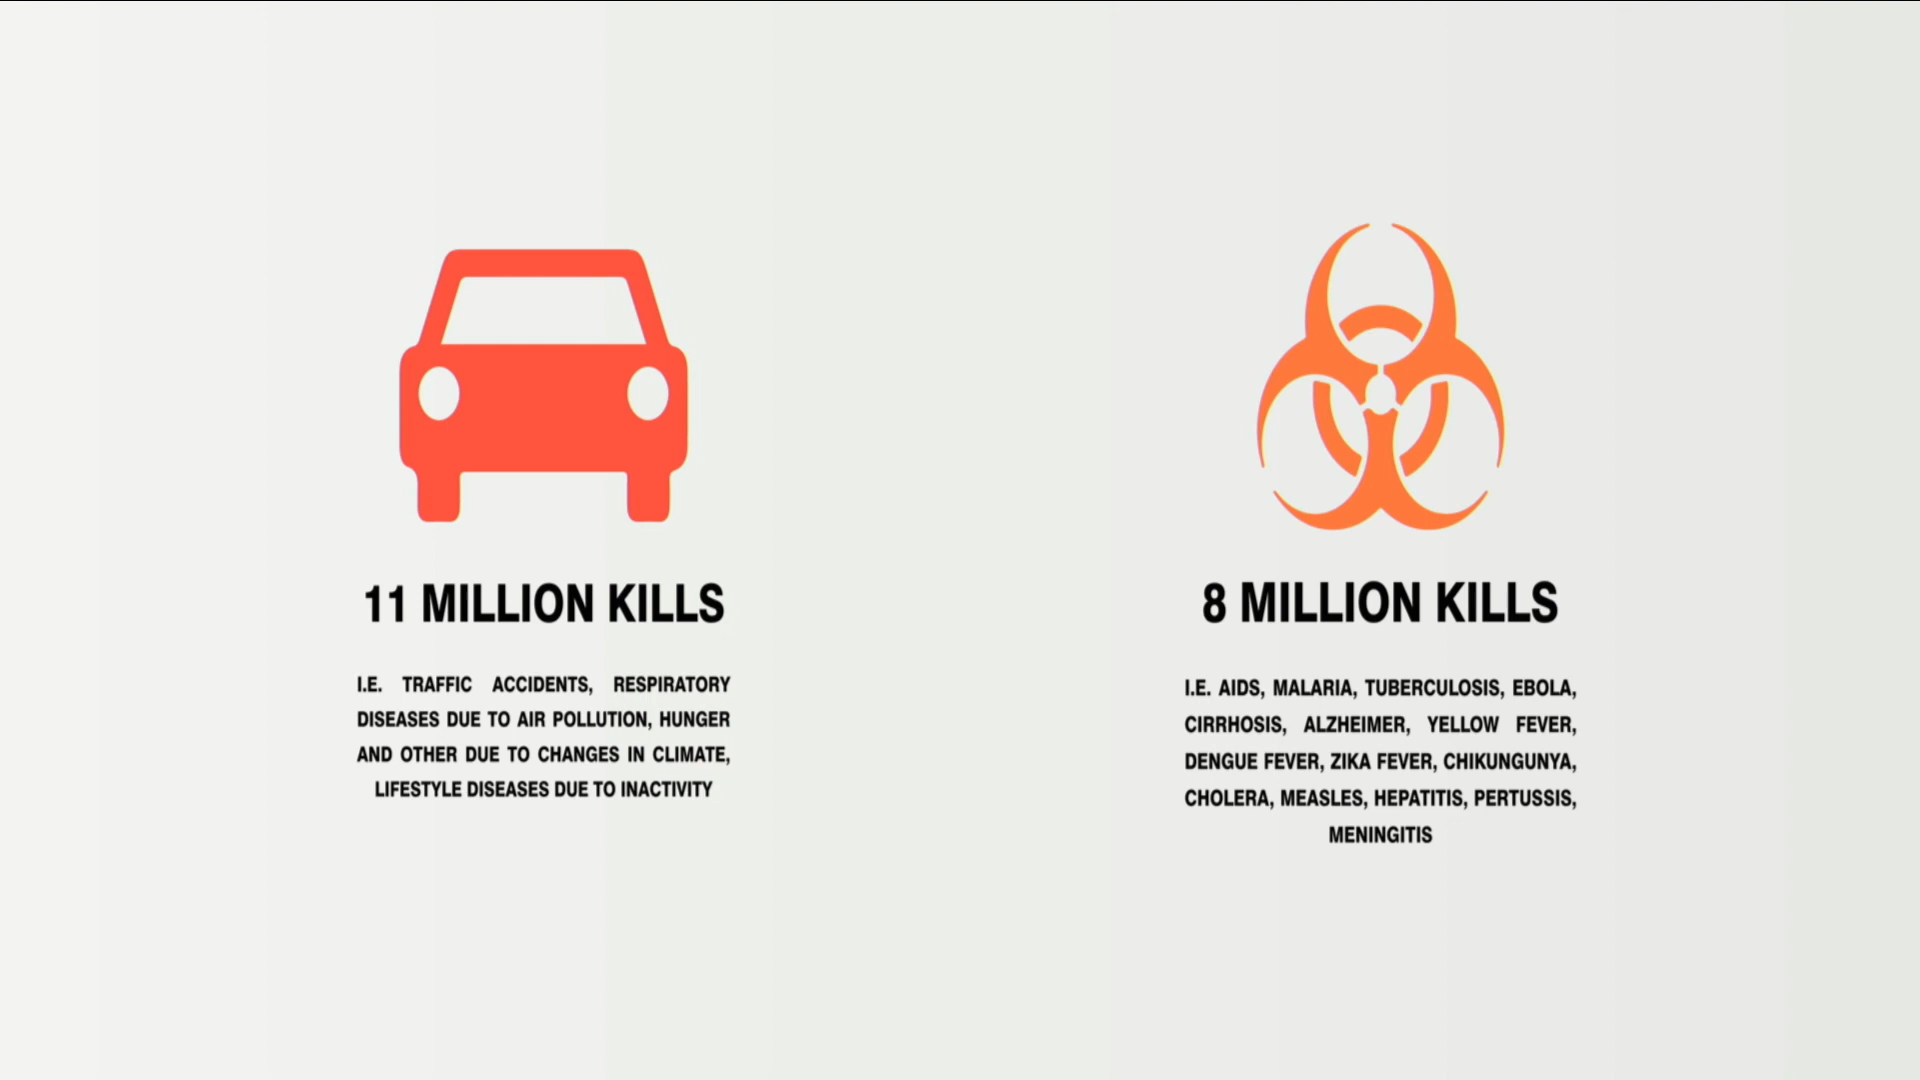 11 MILLION KILLS
I.E. TRAFFIC ACCIDENTS, RESPIRATORY
DISEASES DUE TO AIR POLLUTION, HUNGER
AND OTHER DUE TO CHANGES IN CLIMATE,
LIFESTYLE DISEASES DUE TO INACTIVITY
8 MILLION KILLS
I.E. AIDS, MALARIA, TUBERCULOSIS, EBOLA,
CIRRHOSIS, ALZHEIMER, YELLOW FEVER,
DENGUE FEVER, ZIKA FEVER, CHIKUNGUNYA,
CHOLERA, MEASLES, HEPATITIS, PERTUSSIS,
MENINGITIS